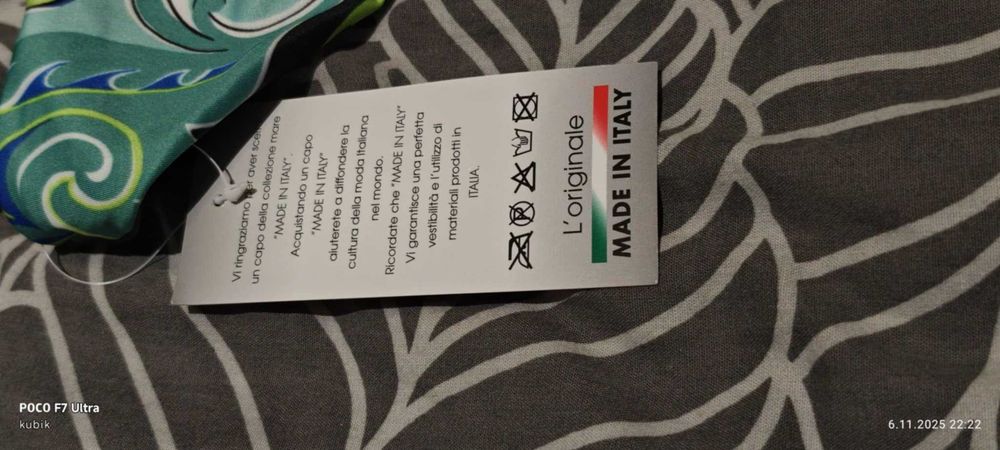 Vi ringraziamo per aver scel
un capo della collezione mare
"MADE IN ITALY".
Acquistando un capo
"MADE IN ITALY"
aiuterete a diffondere la
cultura della moda Italiana
nel mondo.
Ricordate che "MADE IN ITALY"
Vi garantisce una perfetta
vestibilità e l'utilizzo di
materiali prodotti in
ITALIA.
L'originale
MADE IN ITALY
POCO F7 Ultra
kubik
6.11.2025 22:22